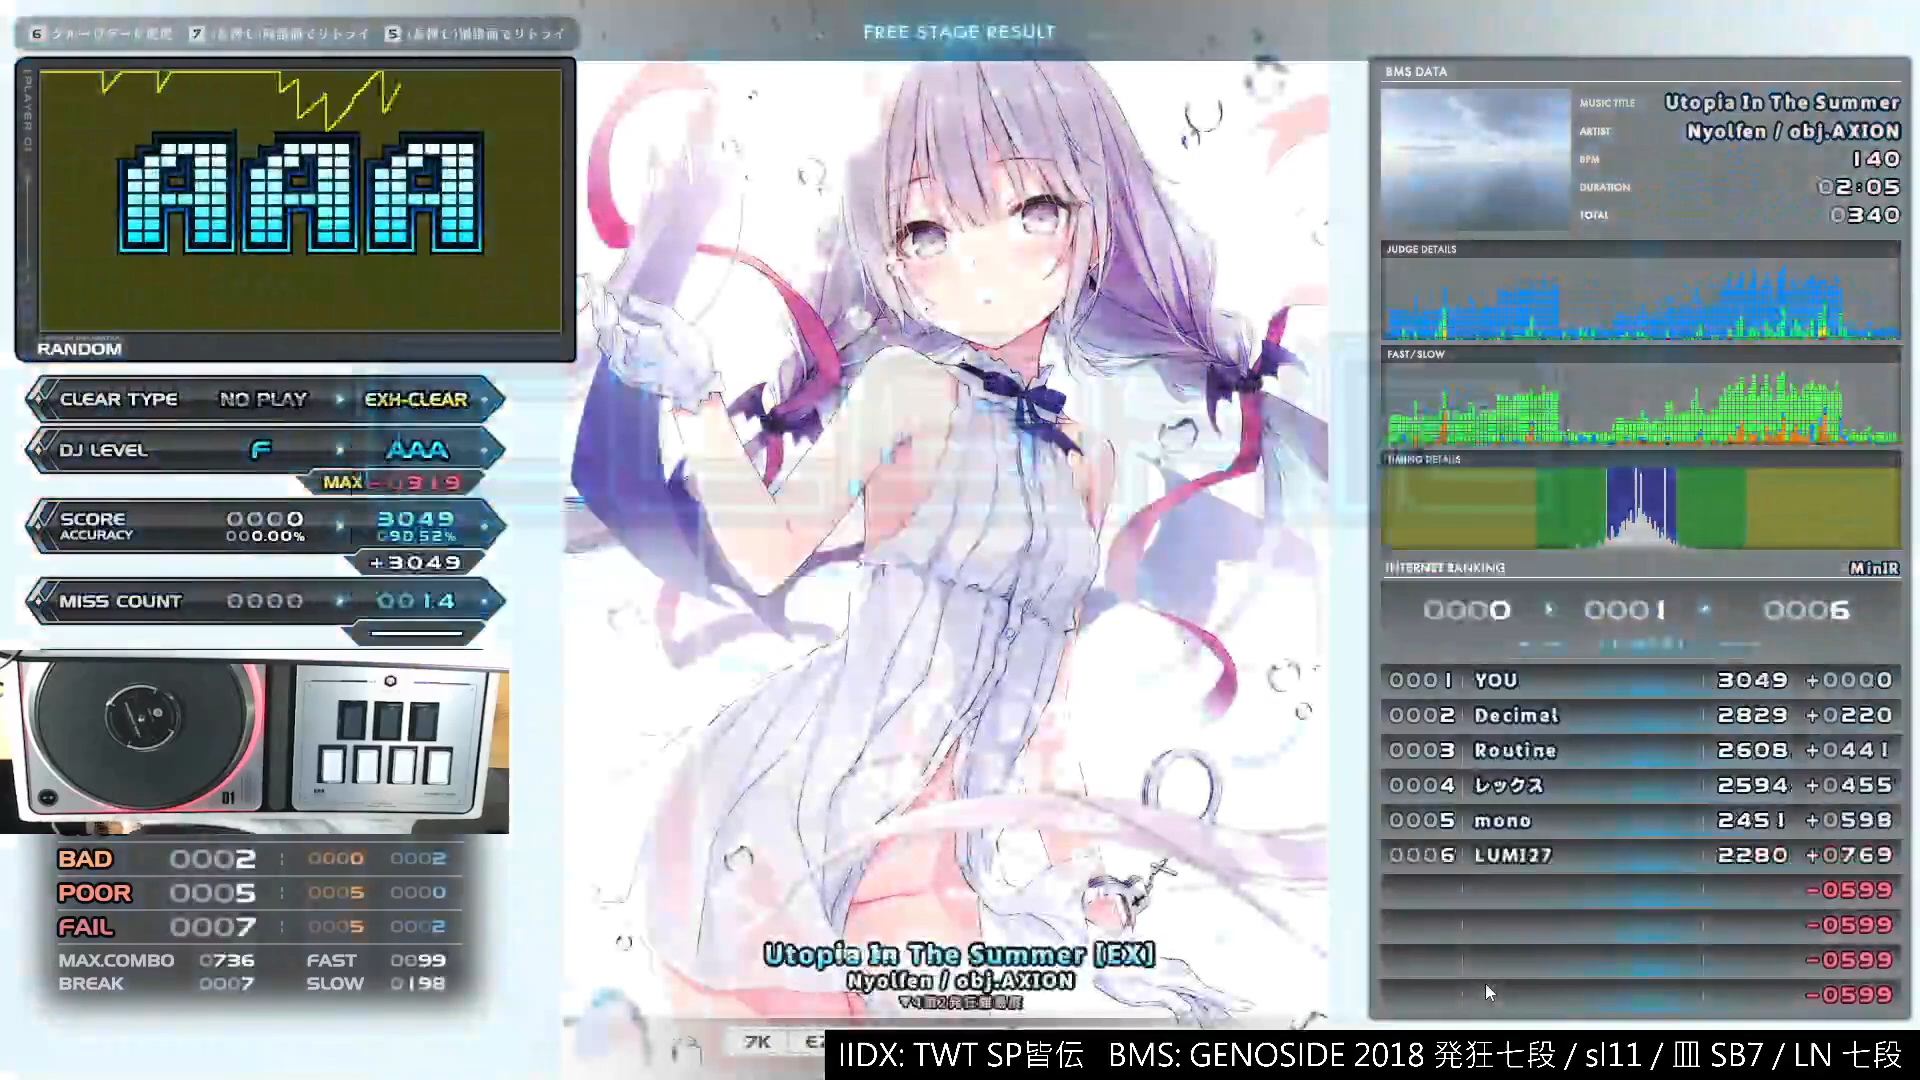 FREE STAGE RESULT
PLAYER 01
AAA
RANDOM
CLEAR TYPE NO PLAY EXH-CLEAR
DJ LEVEL F AAA
MAX -0319
SCORE 0000 3049
ACCURACY 000.00% 090.52%
+3049
MISS COUNT 0000 0014
01
BAD 0002 0000 0002
POOR 0005 0005 0000
FAIL 0007 0005 0002
MAX.COMBO 0736 FAST 0099
BREAK 0007 SLOW 0198
Utopia In The Summer [EX]
Nyolfen / obj.AXION
7K
BMS DATA
MUSIC TITLE Utopia In The Summer
ARTIST Nyolfen / obj.AXION
BPM 140
DURATION 02:05
TOTAL 0340
JUDGE DETAILS
FAST/SLOW
TIMING DETAILS
INTERNET RANKING MinIR
0000 0001 0006
0001 YOU 3049 +0000
0002 Decimal 2829 +0220
0003 Routine 2608 +0441
0004 レックス 2594 +0455
0005 mono 2451 +0598
0006 LUMI27 2280 +0769
-0599
-0599
-0599
-0599
IIDX: TWT SP皆伝 BMS: GENOSIDE 2018 発狂七段 / sl11 / 皿 SB7 / LN 七段